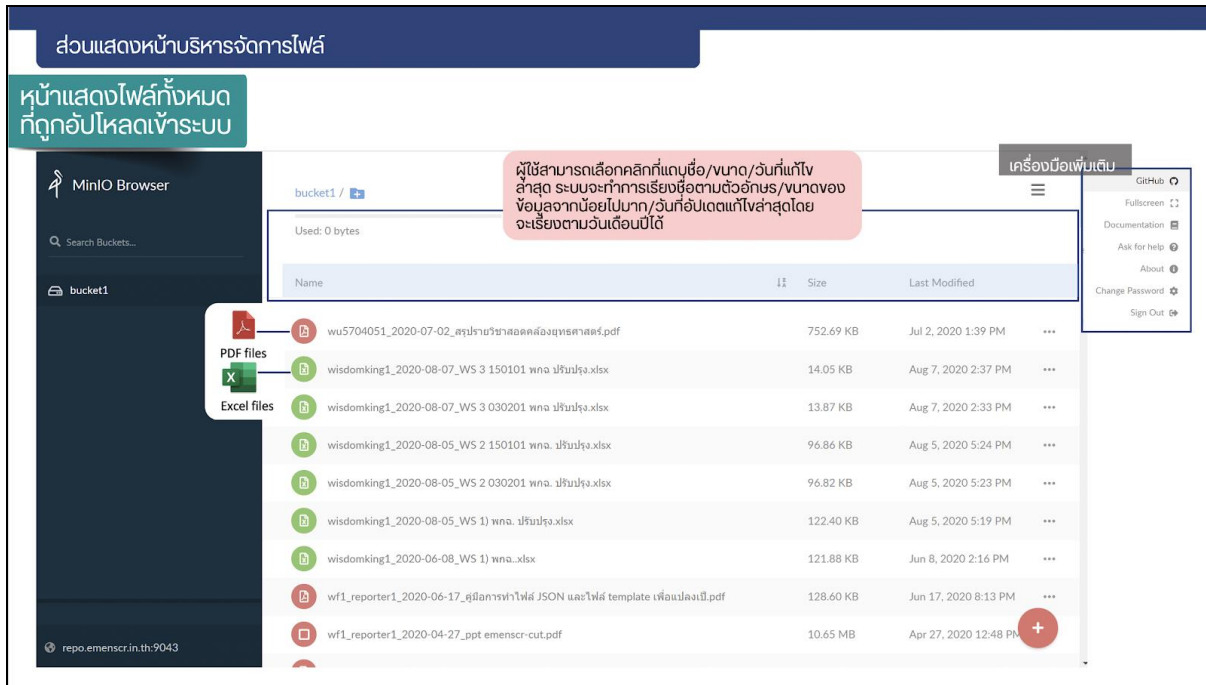 ส่วนแสดงหน้าบริหารจัดการไฟล์
หน้าแสดงไฟล์ทั้งหมด
ที่ถูกอัปโหลดเข้าระบบ
MinIO Browser
Search Buckets...
bucket1
repo.emenscr.in.th:9043
bucket1 /
Used: 0 bytes
ผู้ใช้สามารถเลือกคลิกที่แถบชื่อ/ขนาด/วันที่แก้ไข
ล่าสุด ระบบจะทำการเรียงชื่อตามตัวอักษร/ขนาดของ
ข้อมูลจากน้อยไปมาก/วันที่อัปเดตแก้ไขล่าสุดโดย
จะเรียงตามวันเดือนปีได้
เครื่องมือเพิ่มเติม
GitHub
Fullscreen
Documentation
Ask for help
About
Change Password
Sign Out
Name Size Last Modified
PDF files
Excel files
wu5704051_2020-07-02_สรุปรายวิชาสอดคล้องยุทธศาสตร์.pdf 752.69 KB Jul 2, 2020 1:39 PM
wisdomking1_2020-08-07_WS 3 150101 พกฉ ปรับปรุง.xlsx 14.05 KB Aug 7, 2020 2:37 PM
wisdomking1_2020-08-07_WS 3 030201 พกฉ ปรับปรุง.xlsx 13.87 KB Aug 7, 2020 2:33 PM
wisdomking1_2020-08-05_WS 2 150101 พกฉ. ปรับปรุง.xlsx 96.86 KB Aug 5, 2020 5:24 PM
wisdomking1_2020-08-05_WS 2 030201 พกฉ. ปรับปรุง.xlsx 96.82 KB Aug 5, 2020 5:23 PM
wisdomking1_2020-08-05_WS 1) พกฉ. ปรับปรุง.xlsx 122.40 KB Aug 5, 2020 5:19 PM
wisdomking1_2020-06-08_WS 1) พกฉ..xlsx 121.88 KB Jun 8, 2020 2:16 PM
wf1_reporter1_2020-06-17_คู่มือการทำไฟล์ JSON และไฟล์ template เพื่อแปลงเป็.pdf 128.60 KB Jun 17, 2020 8:13 PM
wf1_reporter1_2020-04-27_ppt emenscr-cut.pdf 10.65 MB Apr 27, 2020 12:48 PM